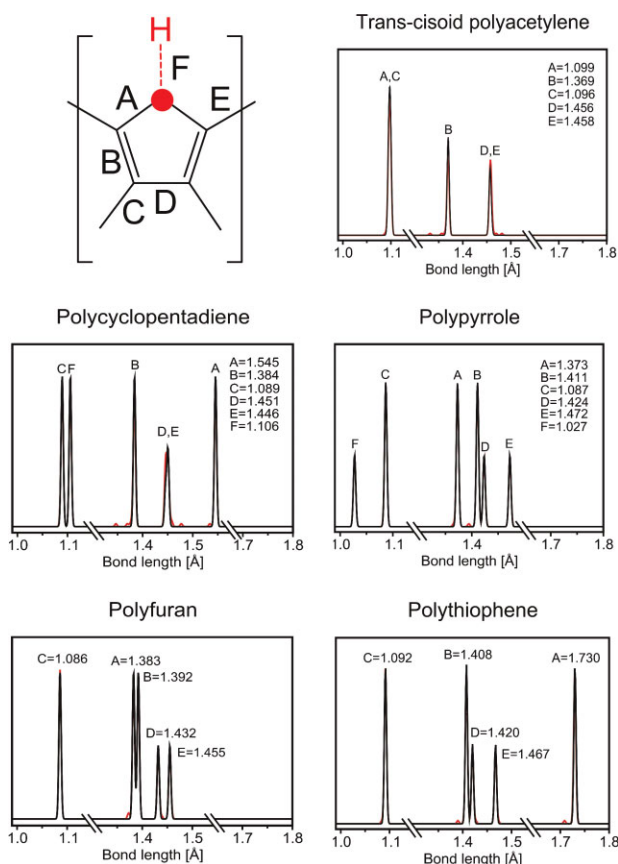 H
F
A
E
B
C
D
Trans-cisoid polyacetylene
A=1.099
B=1.369
C=1.096
D=1.456
E=1.458
A,C
B
D,E
1.0 1.1 1.4 1.5 1.7 1.8
Bond length [Å]
Polycyclopentadiene
A=1.545
B=1.384
C=1.089
D=1.451
E=1.446
F=1.106
C F
B
D,E
A
1.0 1.1 1.4 1.5 1.8
Bond length [Å]
Polypyrrole
A=1.373
B=1.411
C=1.087
D=1.424
E=1.472
F=1.027
F
C
A
B
D
E
1.0 1.1 1.4 1.5 1.8
Bond length [Å]
Polyfuran
C=1.086
A=1.383
B=1.392
D=1.432
E=1.455
1.0 1.1 1.4 1.5 1.8
Bond length [Å]
Polythiophene
C=1.092
B=1.408
A=1.730
D=1.420
E=1.467
1.0 1.1 1.4 1.5 1.7 1.8
Bond length [Å]